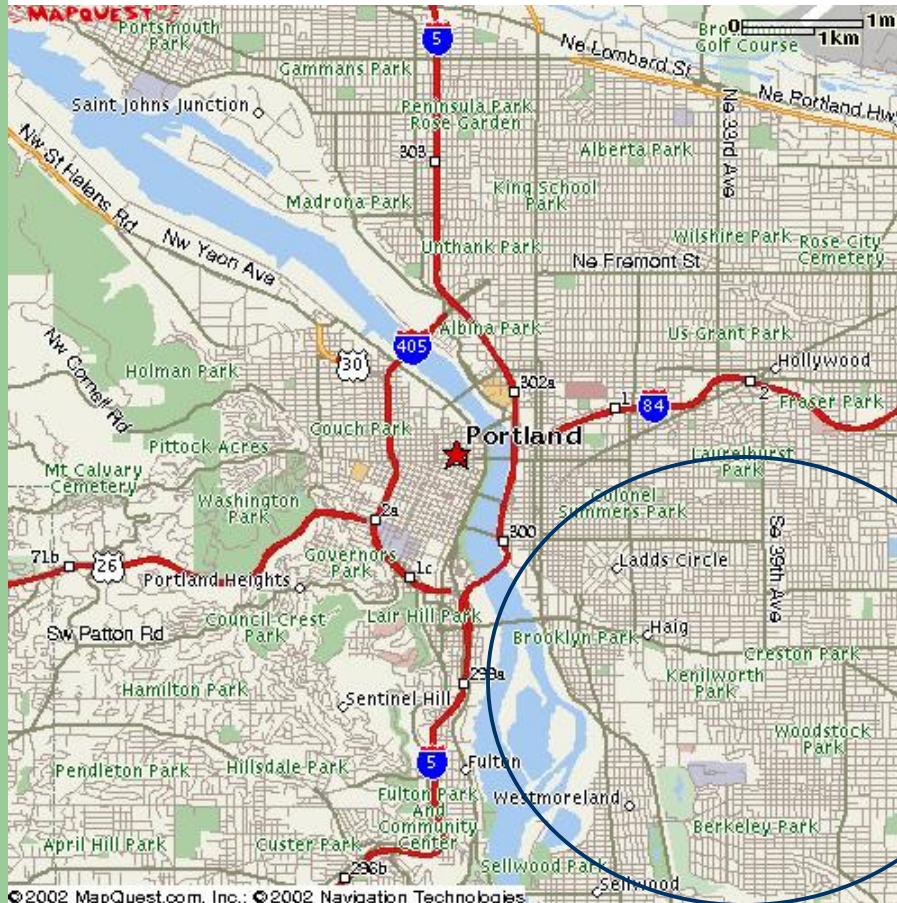 MAPQUEST
Portsmouth
Park
5
0
1m
1km
Bro
Golf Course
Ne Lombard St
Gammans Park
Ne Portland Hwy
Saint Johns Junction
Peninsula Park
Rose Garden
Ne 33rd Ave
303
Alberta Park
Nw St Helens Rd
King School
Park
Madrona Park
Wilshire Park
Rose City
Cemetery
Unthank Park
Nw Yeon Ave
Ne Fremont St
Albina Park
Us Grant Park
405
30
Hollywood
Nw Cornell Rd
Holman Park
302a
2
1
84
Fraser Park
Couch Park
Portland
Pittock Acres
Laurelhurst
Park
Mt Calvary
Cemetery
Washington
Park
Colonel
Summers Park
2a
300
Se 39th Ave
71b
26
Governors
Park
1c
Ladds Circle
Portland Heights
Council Crest
Park
Lair Hill Park
Sw Patton Rd
Brooklyn Park
Haig
Creston Park
Kenilworth
Park
Hamilton Park
298a
Sentinel Hill
Woodstock
Park
5
Fulton
Pendleton Park
Hillsdale Park
Fulton Park
And
Community
Center
Westmoreland
Berkeley Park
April Hill Park
Custer Park
296b
Sellwood Park
Sellwood
©2002 MapQuest.com, Inc.; ©2002 Navigation Technologies